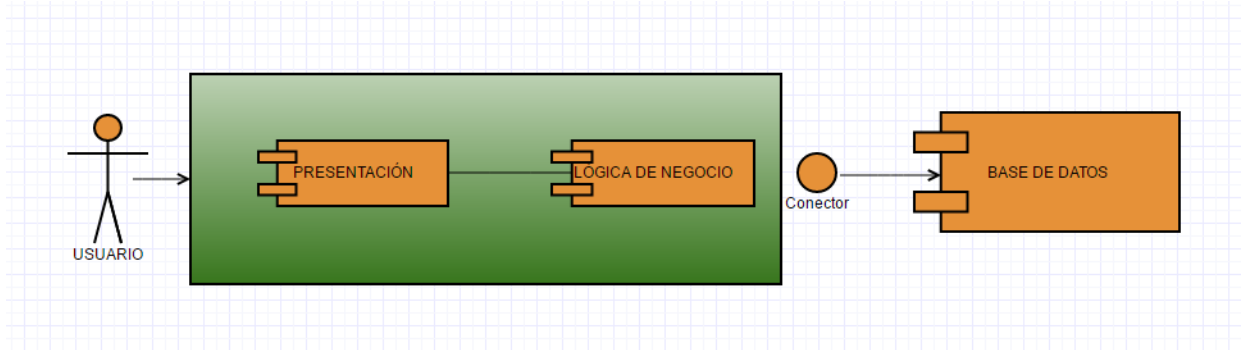 USUARIO
PRESENTACIÓN
LÓGICA DE NEGOCIO
Conector
BASE DE DATOS